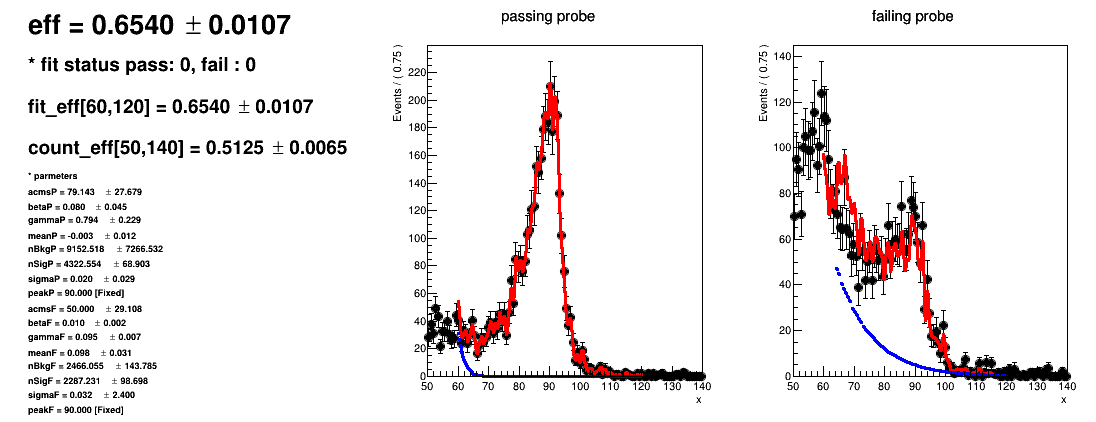 eff = 0.6540 ± 0.0107
* fit status pass: 0, fail : 0
fit_eff[60,120] = 0.6540 ± 0.0107
count_eff[50,140] = 0.5125 ± 0.0065
* parmeters
acmsP = 79.143 ± 27.679
betaP = 0.080 ± 0.045
gammaP = 0.794 ± 0.229
meanP = -0.003 ± 0.012
nBkgP = 9152.518 ± 7266.532
nSigP = 4322.554 ± 68.903
sigmaP = 0.020 ± 0.029
peakP = 90.000 [Fixed]
acmsF = 50.000 ± 29.108
betaF = 0.010 ± 0.002
gammaF = 0.095 ± 0.007
meanF = 0.098 ± 0.031
nBkgF = 2466.055 ± 143.785
nSigF = 2287.231 ± 98.698
sigmaF = 0.032 ± 2.400
peakF = 90.000 [Fixed]
passing probe
Events / ( 0.75 )
220
200
180
160
140
120
100
80
60
40
20
0
50 60 70 80 90 100 110 120 130 140
x
failing probe
Events / ( 0.75 )
140
120
100
80
60
40
20
0
50 60 70 80 90 100 110 120 130 140
x